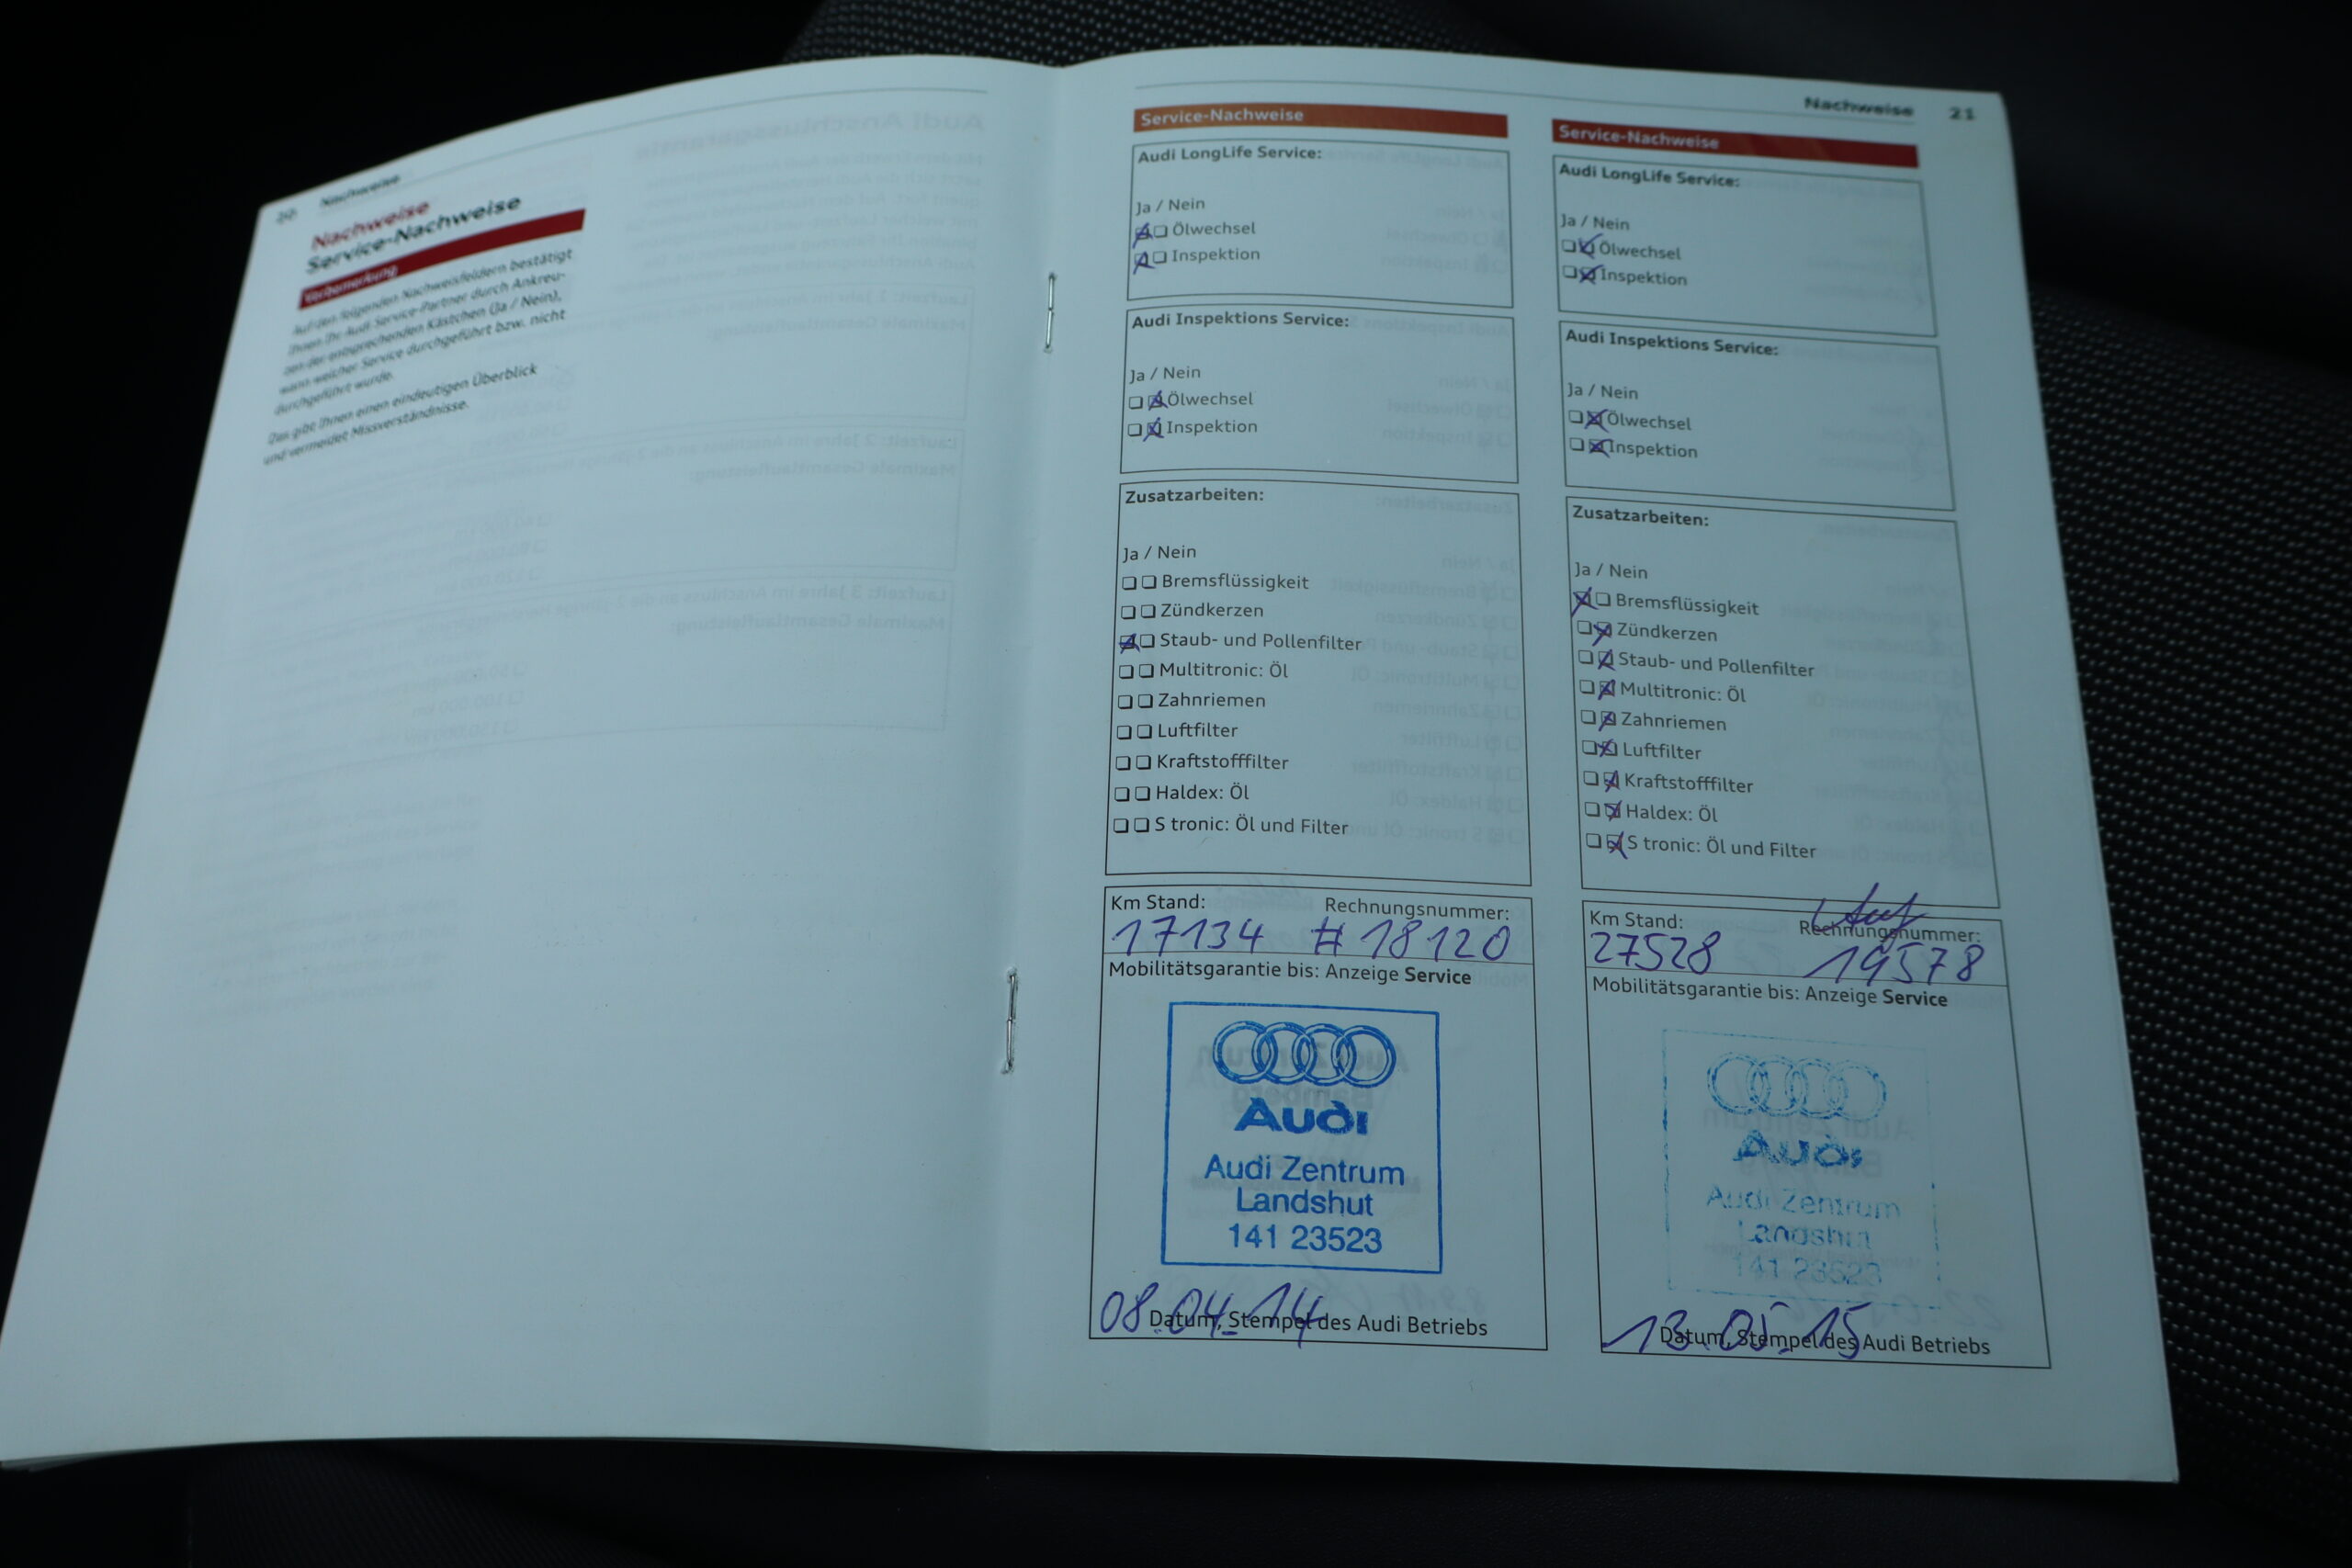 20 Nachweise
Nachweise
Service-Nachweise
Vorbemerkung
Auf den folgenden Nachweisfeldern bestätigt
Ihnen Ihr Audi Service-Partner durch Ankreu-
zen der entsprechenden Kästchen (Ja / Nein),
wann welcher Service durchgeführt bzw. nicht
durchgeführt wurde.
Das gibt Ihnen einen eindeutigen Überblick
und vermeidet Missverständnisse.
Nachweise 21
Service-Nachweise
Audi LongLife Service:
Ja / Nein
Ölwechsel
Inspektion
Audi Inspektions Service:
Ja / Nein
Ölwechsel
Inspektion
Zusatzarbeiten:
Ja / Nein
Bremsflüssigkeit
Zündkerzen
Staub- und Pollenfilter
Multitronic: Öl
Zahnriemen
Luftfilter
Kraftstofffilter
Haldex: Öl
S tronic: Öl und Filter
Km Stand: Rechnungsnummer:
17134 # 18120
Mobilitätsgarantie bis: Anzeige Service
Audi
Audi Zentrum
Landshut
141 23523
08.04.14
Datum, Stempel des Audi Betriebs
Service-Nachweise
Audi LongLife Service:
Ja / Nein
Ölwechsel
Inspektion
Audi Inspektions Service:
Ja / Nein
Ölwechsel
Inspektion
Zusatzarbeiten:
Ja / Nein
Bremsflüssigkeit
Zündkerzen
Staub- und Pollenfilter
Multitronic: Öl
Zahnriemen
Luftfilter
Kraftstofffilter
Haldex: Öl
S tronic: Öl und Filter
Km Stand: Rechnungsnummer:
27528 19578
Mobilitätsgarantie bis: Anzeige Service
Audi
Audi Zentrum
Landshut
141 23523
Datum, Stempel des Audi Betriebs